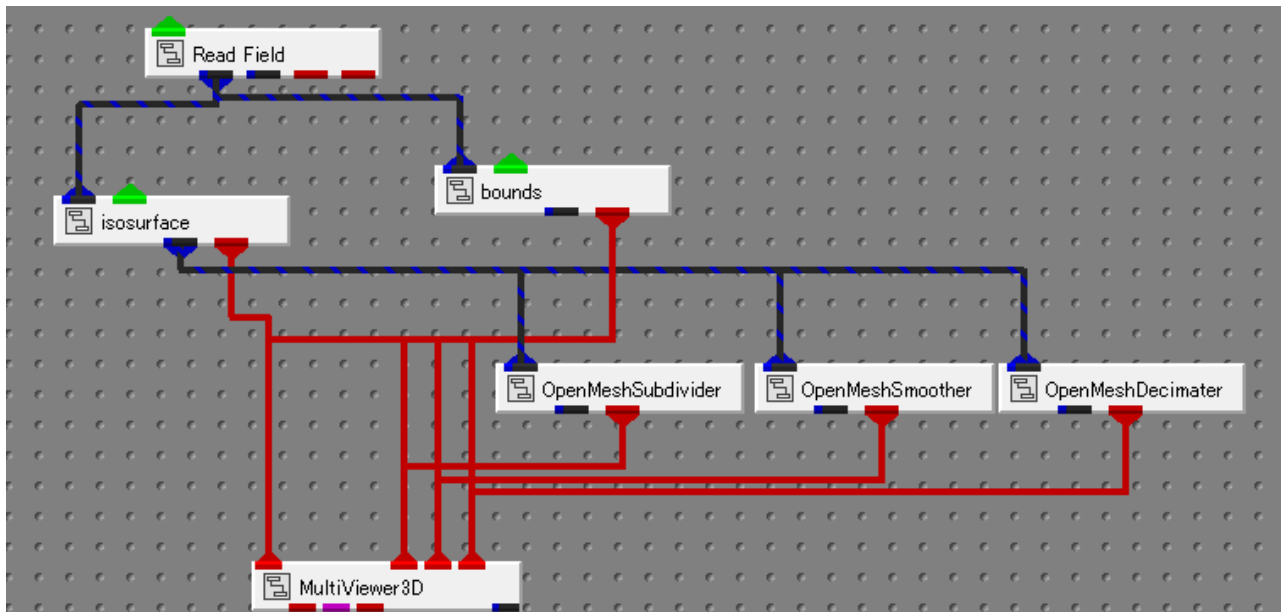 Read Field
bounds
isosurface
OpenMeshSubdivider
OpenMeshSmoother
OpenMeshDecimater
MultiViewer3D